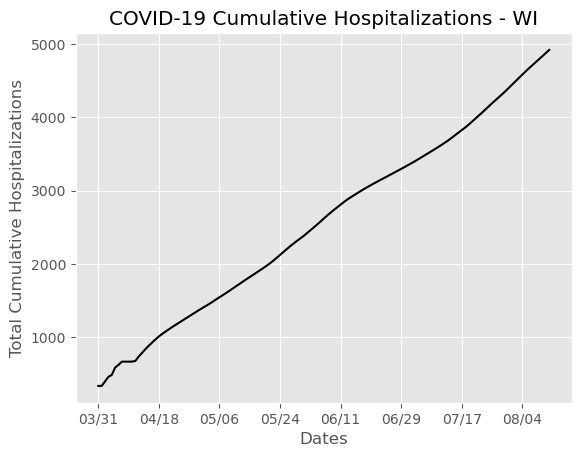 COVID-19 Cumulative Hospitalizations - WI
Total Cumulative Hospitalizations
5000
4000
3000
2000
1000
03/31 04/18 05/06 05/24 06/11 06/29 07/17 08/04
Dates